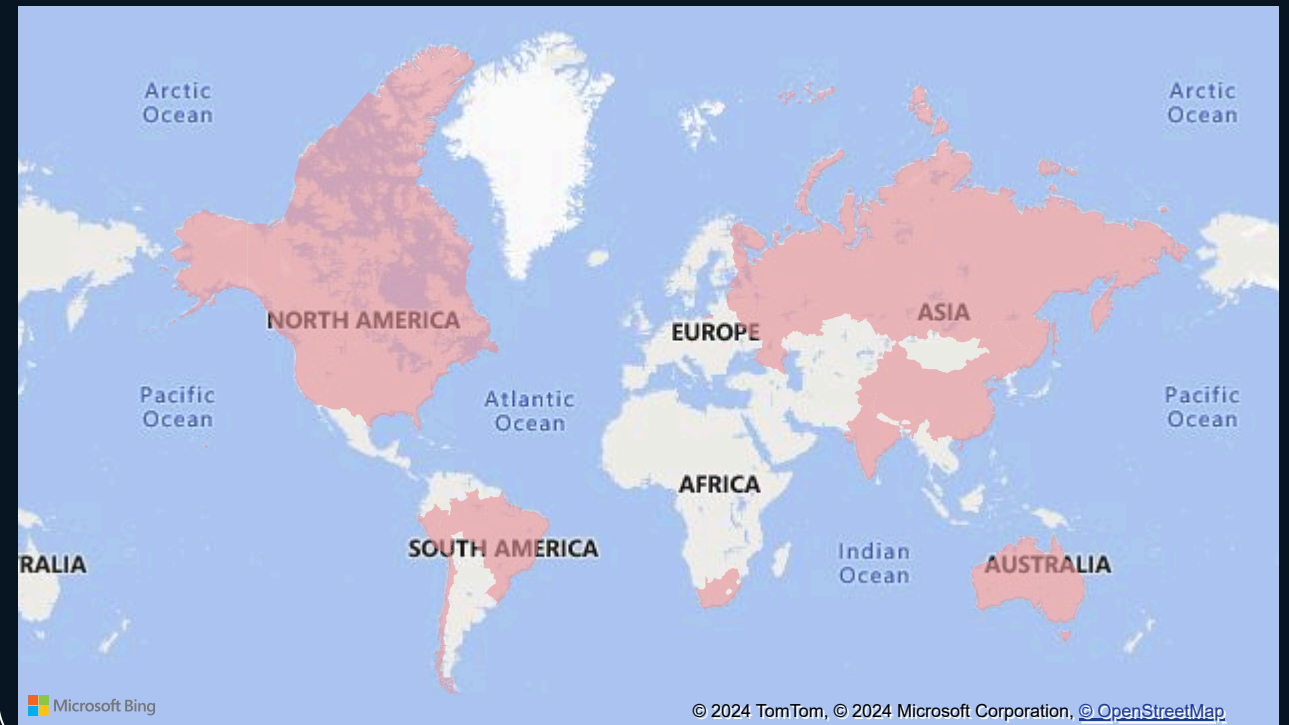 Arctic
Ocean
Arctic
Ocean
NORTH AMERICA
ASIA
EUROPE
Pacific
Ocean
Atlantic
Ocean
Pacific
Ocean
AFRICA
SOUTH AMERICA
Indian
Ocean
TRALIA
AUSTRALIA
Microsoft Bing
© 2024 TomTom, © 2024 Microsoft Corporation, © OpenStreetMap